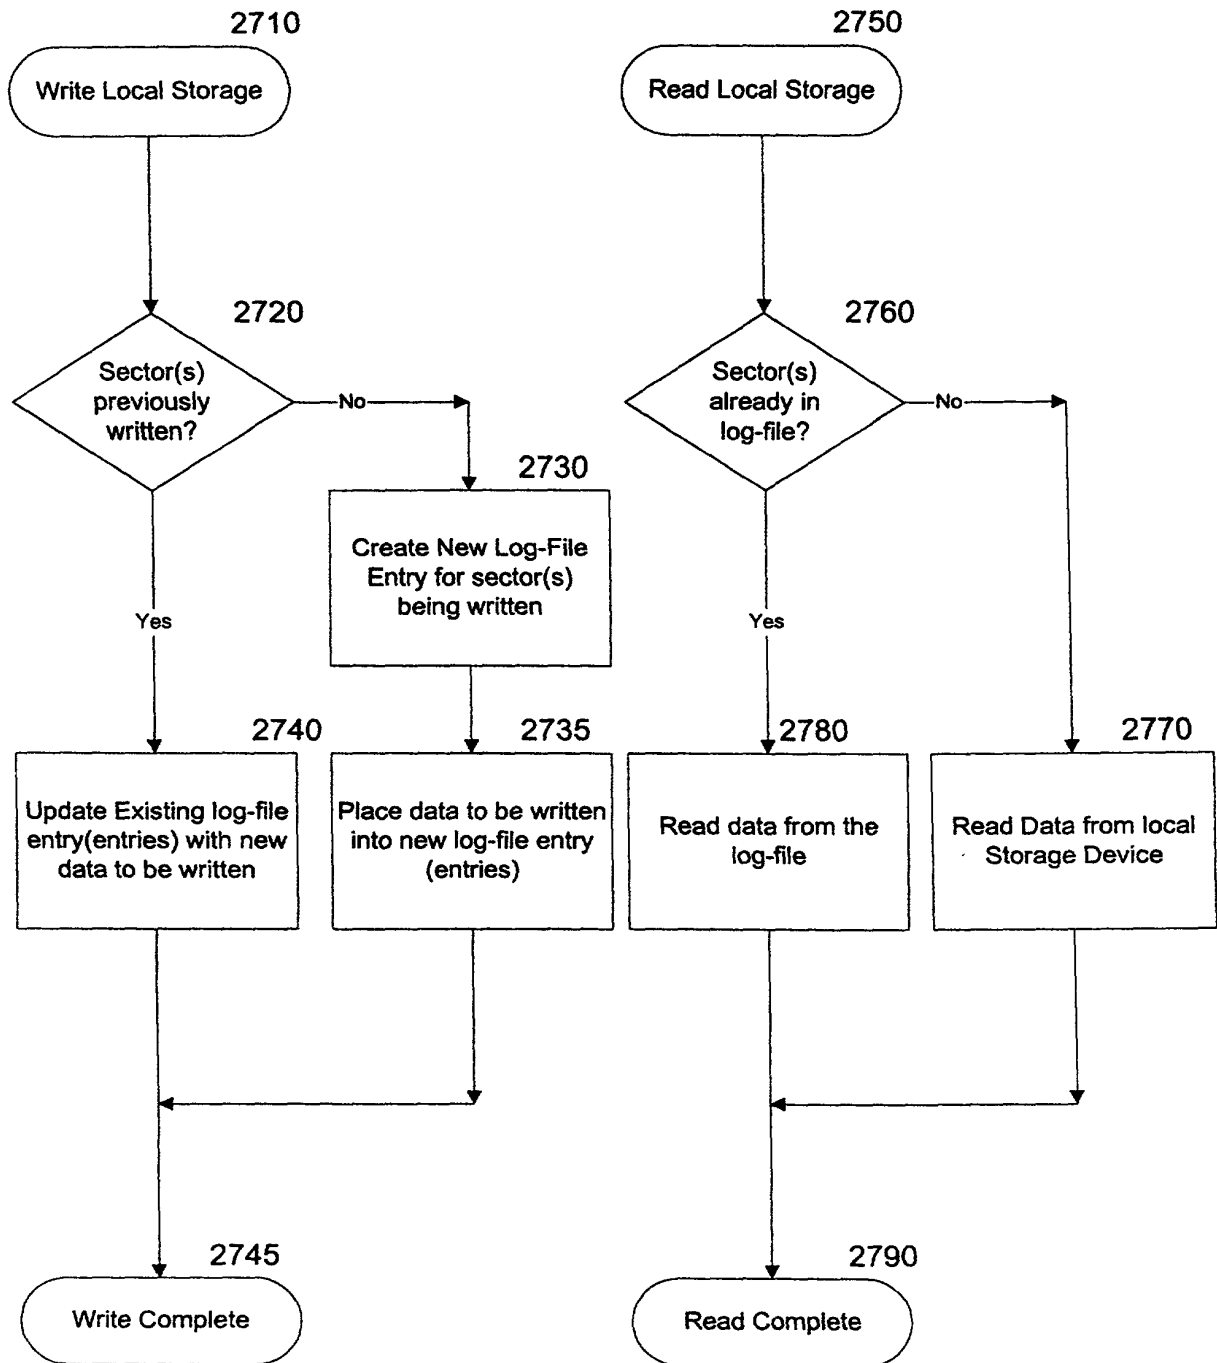 2710
Write Local Storage
2720
Sector(s)
previously
written?
No
2730
Create New Log-File
Entry for sector(s)
being written
Yes
2740
Update Existing log-file
entry(entries) with new
data to be written
2735
Place data to be written
into new log-file entry
(entries)
2745
Write Complete
2750
Read Local Storage
2760
Sector(s)
already in
log-file?
No
Yes
2780
Read data from the
log-file
2770
Read Data from local
Storage Device
2790
Read Complete